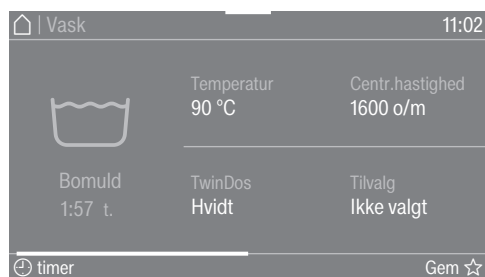 | Vask 11:02
Temperatur Centr.hastighed
90 °C 1600 o/m
Bomuld TwinDos Tilvalg
1:57 t. Hvidt Ikke valgt
timer Gem